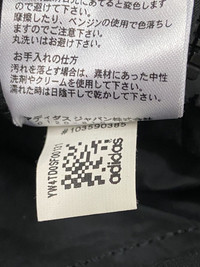 ので避けて下さい。
摩擦したり、ベンジンの使用で色落ちし
ますのでご注意下さい。
丸洗いはお避け下さい。
お手入れの仕方
汚れを落とす場合は、素材にあった中性
洗剤やクリームを使用して下さい。
濡れた時は日陰干しで乾かして下さい。
ディダス ジャパン株式会
#103590385
adidas